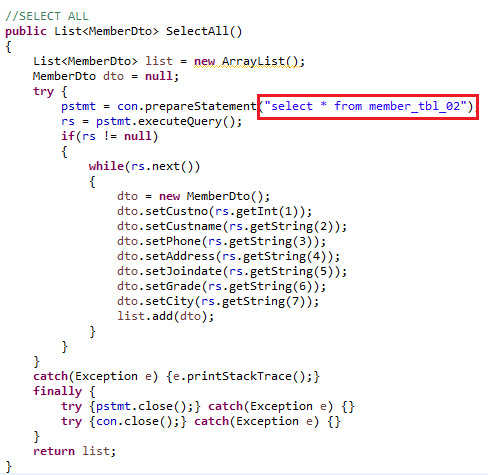 //SELECT ALL
public List<MemberDto> SelectAll()
{
    List<MemberDto> list = new ArrayList();
    MemberDto dto = null;
    try {
        pstmt = con.prepareStatement("select * from member_tbl_02")
        rs = pstmt.executeQuery();
        if(rs != null)
        {
            while(rs.next())
            {
                dto = new MemberDto();
                dto.setCustno(rs.getInt(1));
                dto.setCustname(rs.getString(2));
                dto.setPhone(rs.getString(3));
                dto.setAddress(rs.getString(4));
                dto.setJoindate(rs.getString(5));
                dto.setGrade(rs.getString(6));
                dto.setCity(rs.getString(7));
                list.add(dto);
            }
        }
    }
    catch(Exception e) {e.printStackTrace();}
    finally {
        try {pstmt.close();} catch(Exception e) {}
        try {con.close();} catch(Exception e) {}
    }
    return list;
}